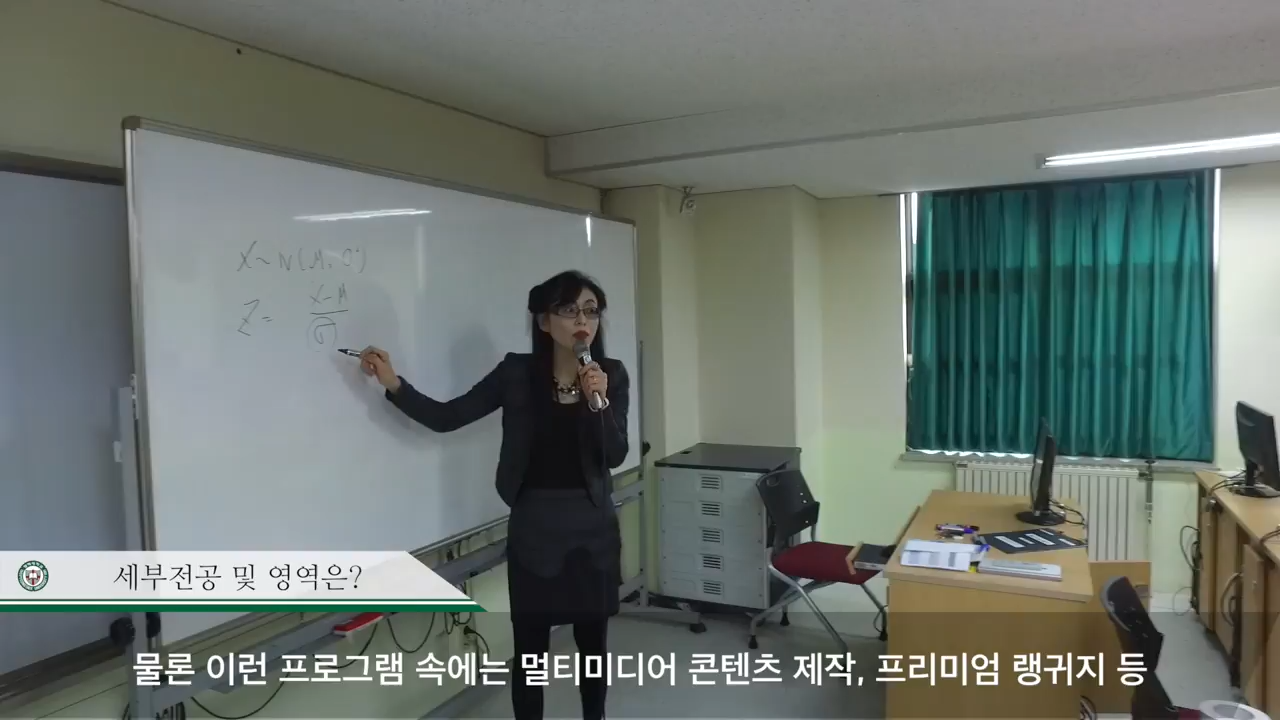 X ~ N(M, σ²)
Z = X-M
σ
세부전공 및 영역은?
물론 이런 프로그램 속에는 멀티미디어 콘텐츠 제작, 프리미엄 랭귀지 등